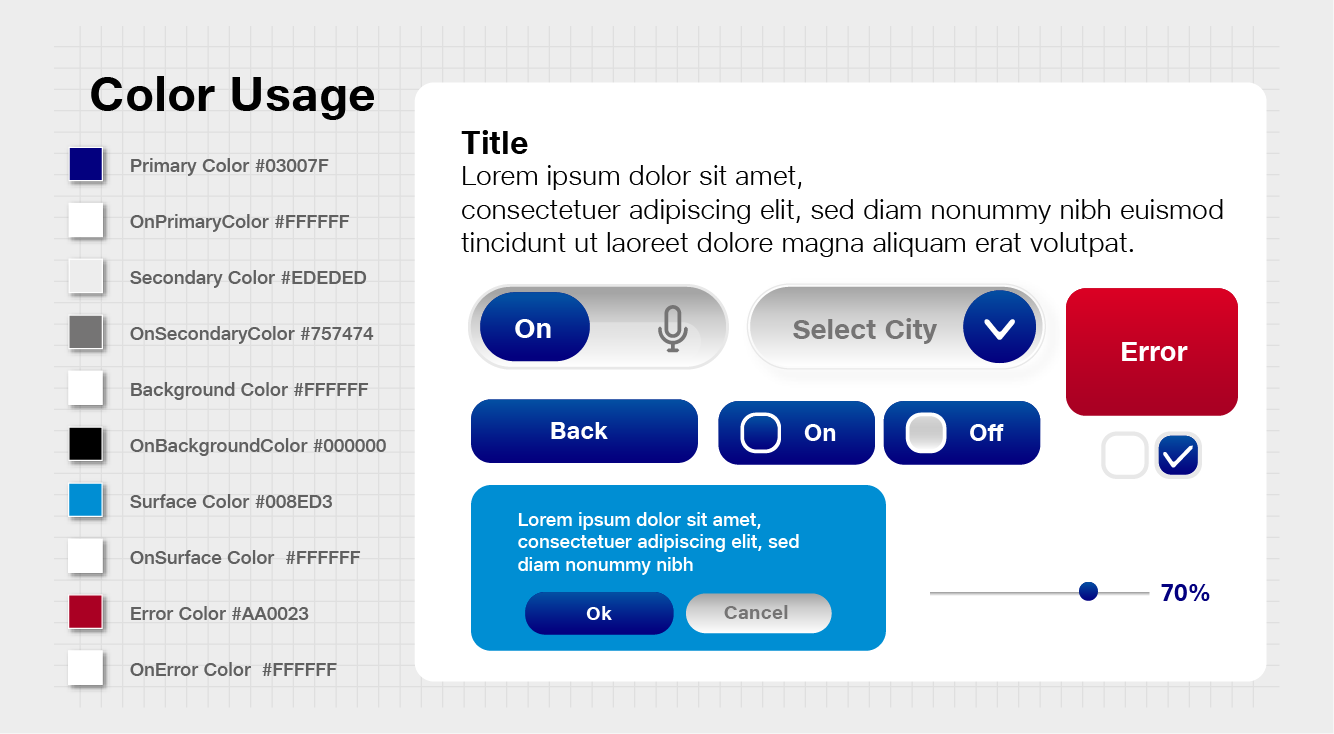 Color Usage
Primary Color #03007F
OnPrimaryColor #FFFFFF
Secondary Color #EDEDED
OnSecondaryColor #757474
Background Color #FFFFFF
OnBackgroundColor #000000
Surface Color #008ED3
OnSurface Color  #FFFFFF
Error Color #AA0023
OnError Color  #FFFFFF
Title
Lorem ipsum dolor sit amet,
consectetuer adipiscing elit, sed diam nonummy nibh euismod
tincidunt ut laoreet dolore magna aliquam erat volutpat.
On
Select City
Error
Back
On
Off
Lorem ipsum dolor sit amet,
consectetuer adipiscing elit, sed
diam nonummy nibh
Ok
Cancel
70%